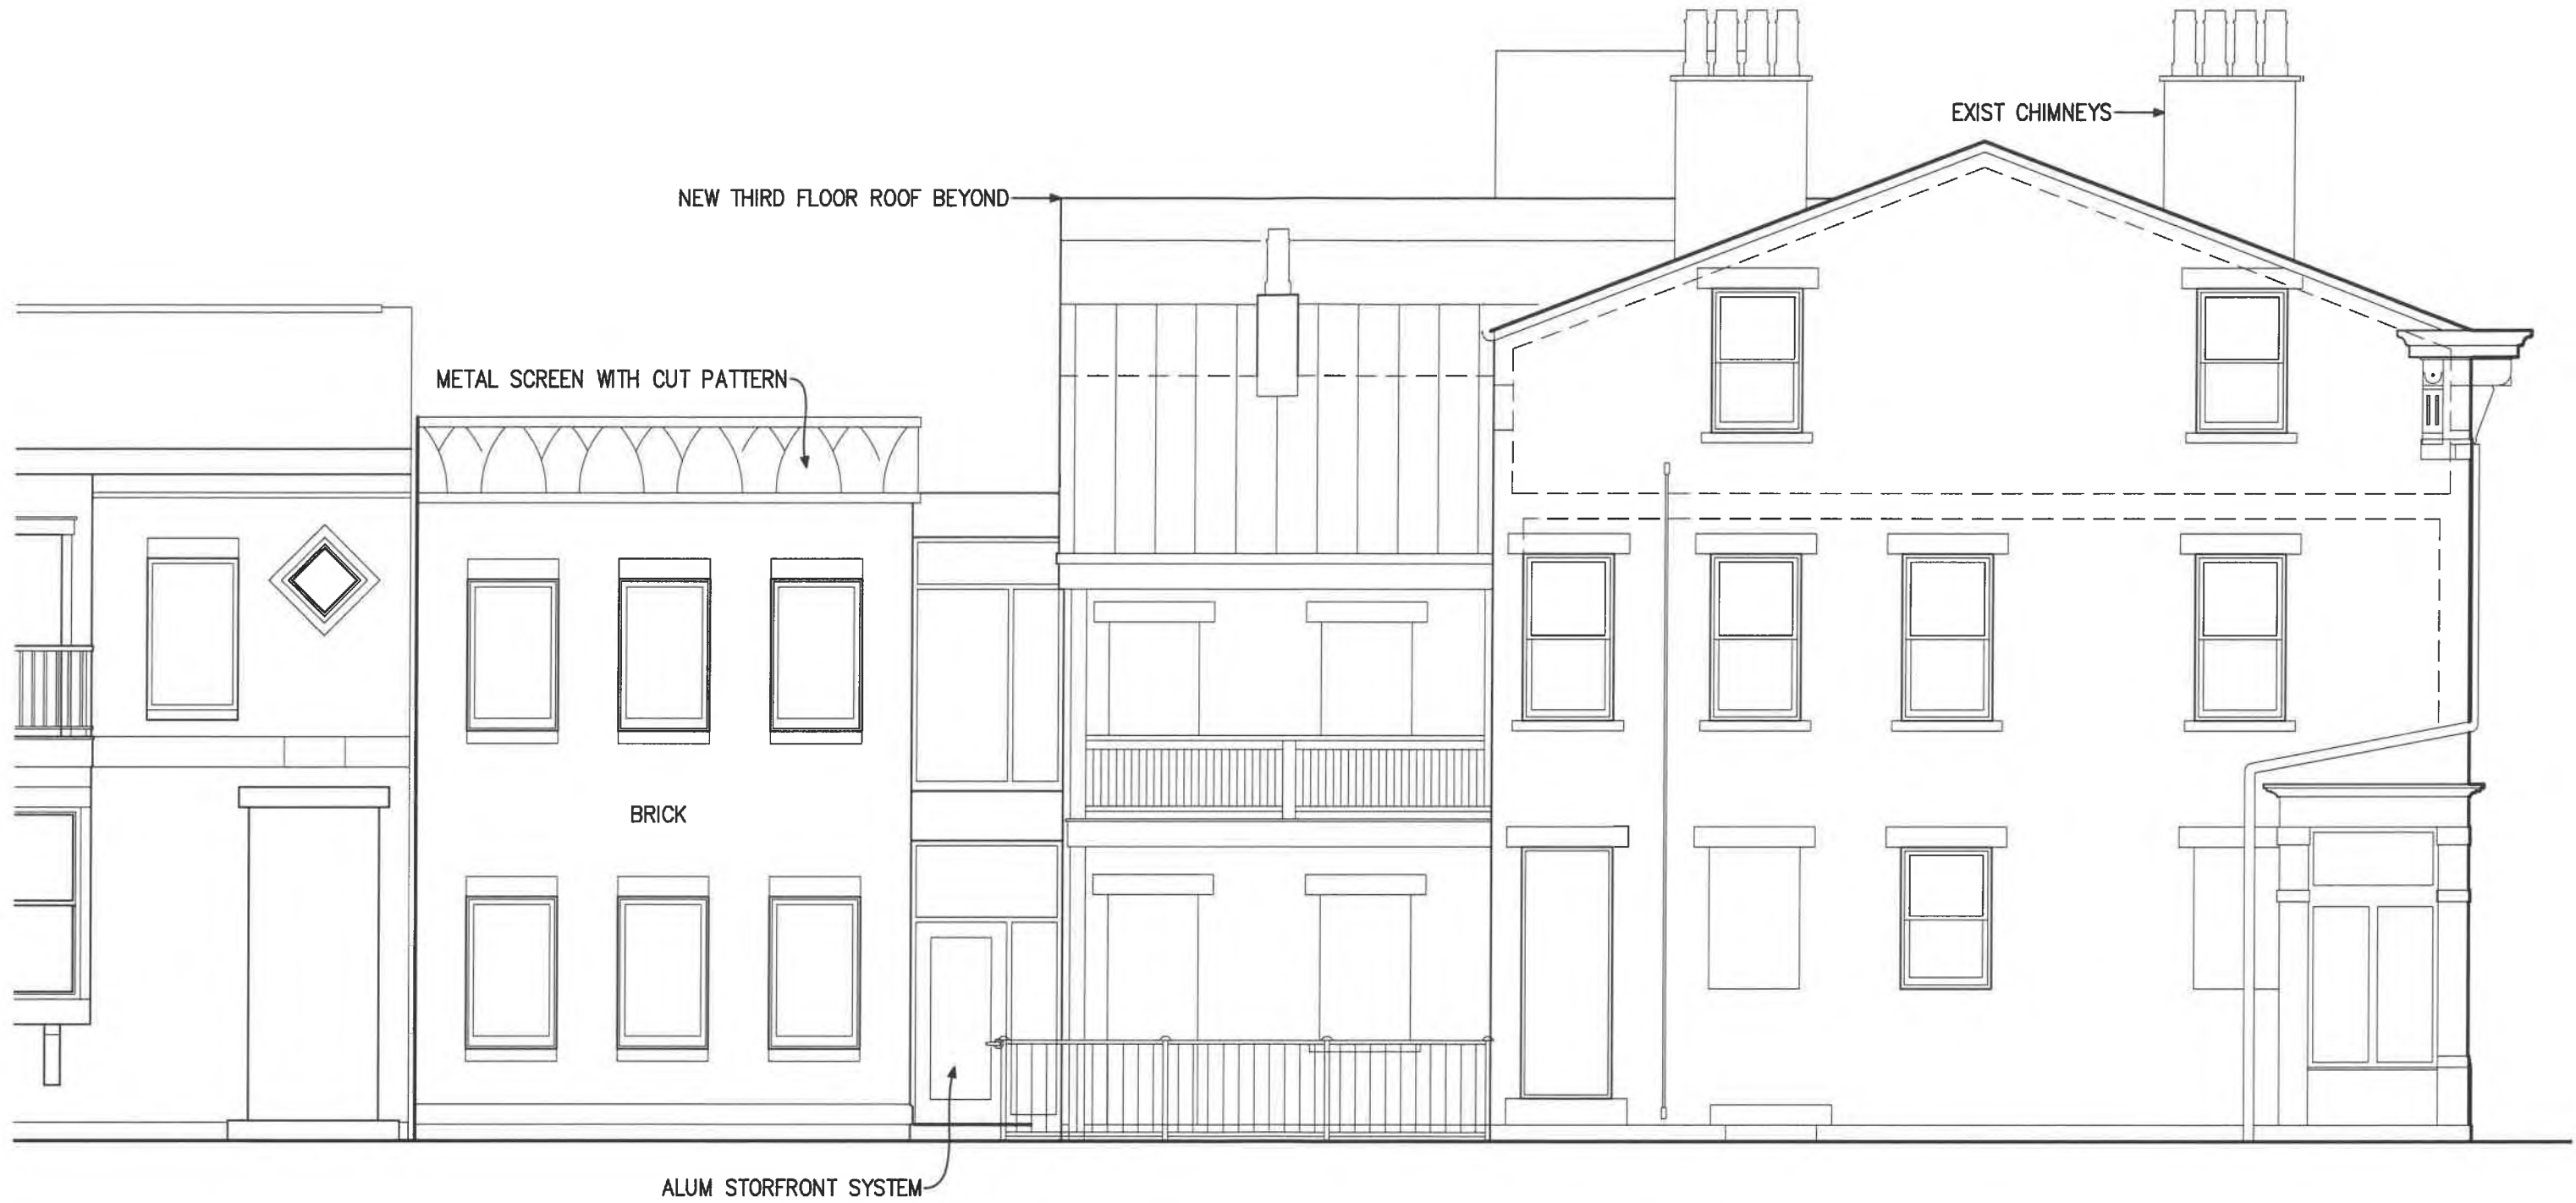 EXIST CHIMNEYS
NEW THIRD FLOOR ROOF BEYOND
METAL SCREEN WITH CUT PATTERN
BRICK
ALUM STORFRONT SYSTEM